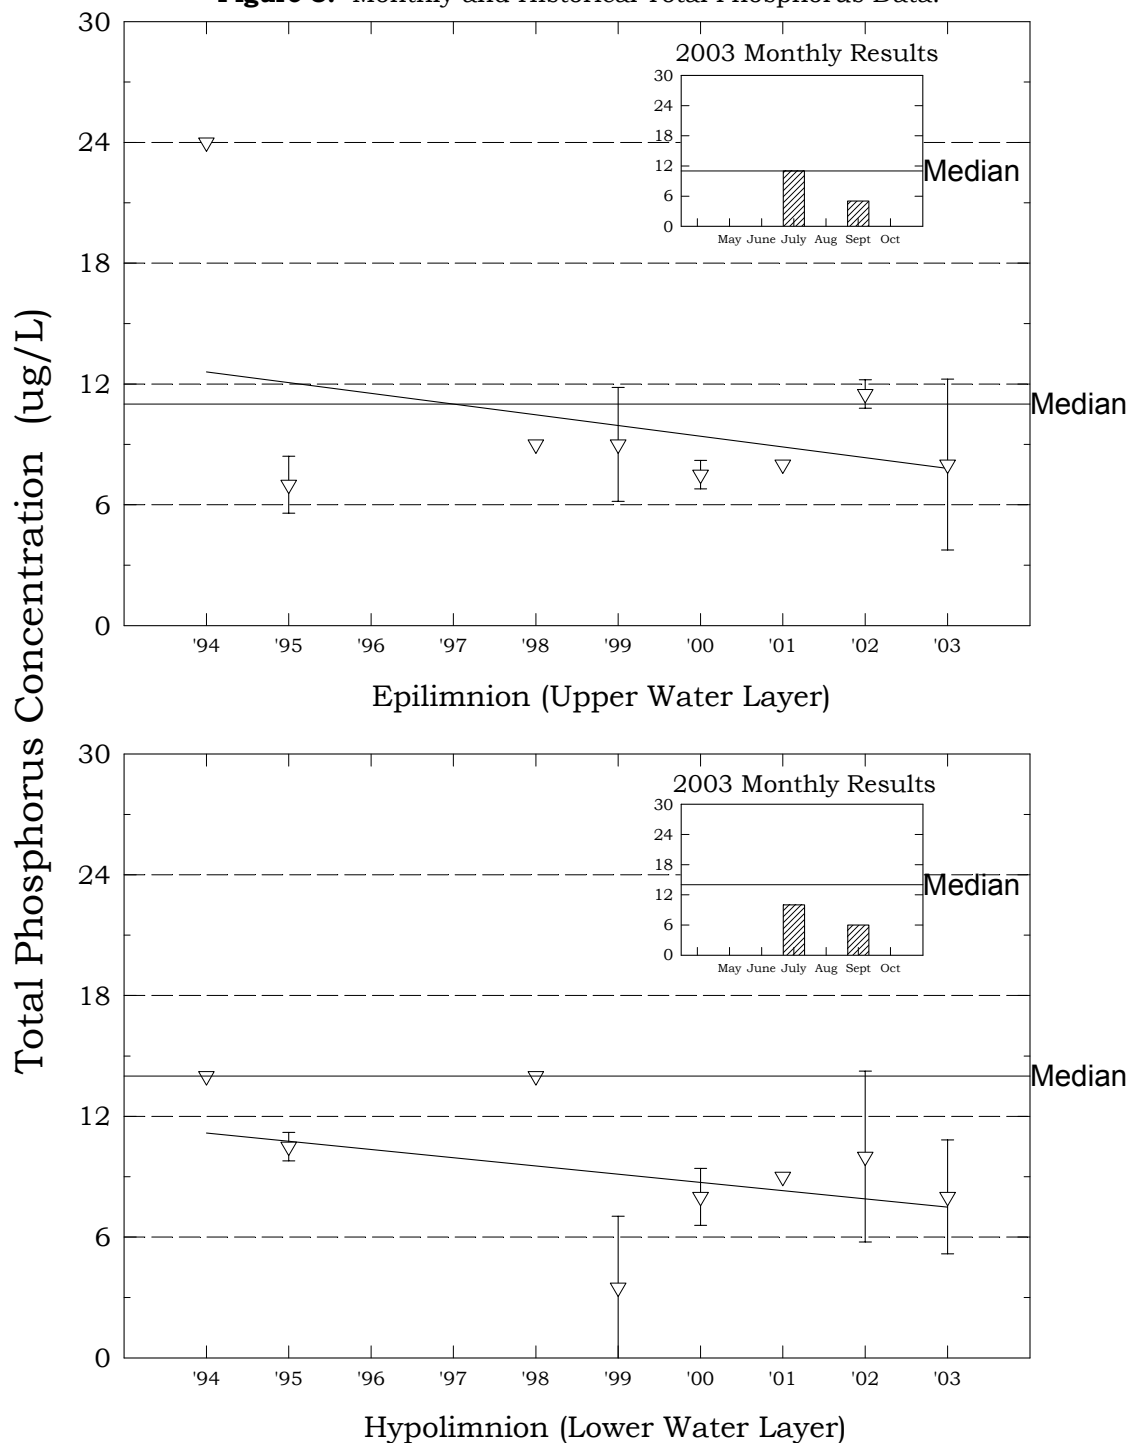 Figure 3. Monthly and Historical Total Phosphorus Data.
Total Phosphorus Concentration (ug/L)
30
24
18
12
6
0
2003 Monthly Results
30
24
18
12
6
0
May June July Aug Sept Oct
Median
Median
'94 '95 '96 '97 '98 '99 '00 '01 '02 '03
Epilimnion (Upper Water Layer)
30
24
18
12
6
0
2003 Monthly Results
30
24
18
12
6
0
May June July Aug Sept Oct
Median
Median
'94 '95 '96 '97 '98 '99 '00 '01 '02 '03
Hypolimnion (Lower Water Layer)